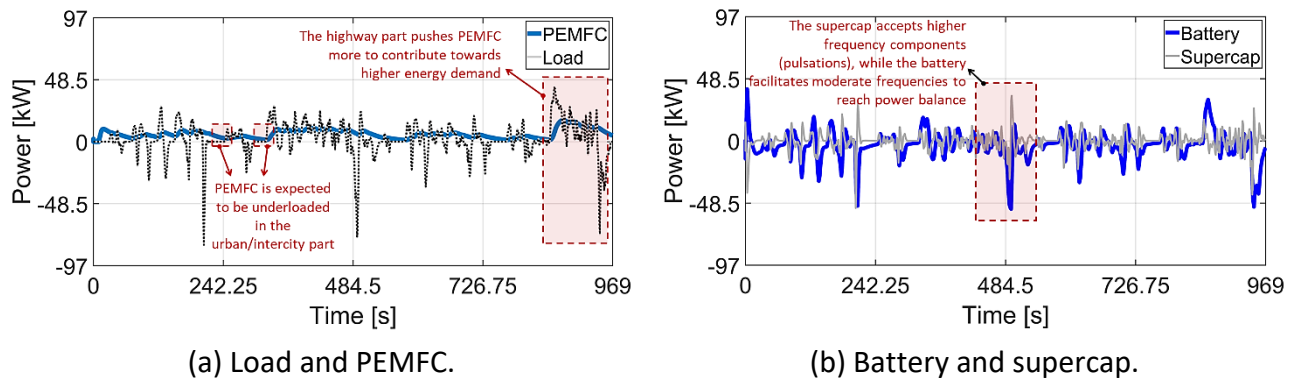 97
48.5
0
-48.5
-97
Power [kW]
The highway part pushes PEMFC
more to contribute towards
higher energy demand
PEMFC
Load
PEMFC is expected
to be underloaded
in the
urban/intercity part
0
242.25
484.5
726.75
969
Time [s]
(a) Load and PEMFC.
97
48.5
0
-48.5
-97
Power [kW]
The supercap accepts higher
frequency components
(pulsations), while the battery
facilitates moderate frequencies to
reach power balance
Battery
Supercap
0
242.25
484.5
726.75
969
Time [s]
(b) Battery and supercap.